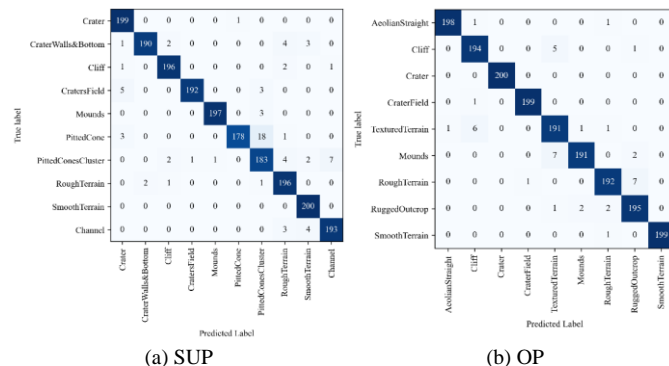 Crater 199 0 0 0 0 1 0 0 0 0
CraterWalls&Bottom 1 190 2 0 0 0 0 4 3 0
Cliff 1 0 196 0 0 0 0 2 0 1
CratersField 5 0 0 192 0 0 3 0 0 0
Mounds 0 0 0 0 197 0 3 0 0 0
PittedCone 3 0 0 0 0 178 18 1 0 0
PittedConesCluster 0 0 2 1 1 0 183 4 2 7
RoughTerrain 0 2 1 0 0 0 1 196 0 0
SmoothTerrain 0 0 0 0 0 0 0 0 200 0
Channel 0 0 0 0 0 0 0 3 4 193
True label
Crater
CraterWalls&Bottom
Cliff
CratersField
Mounds
PittedCone
PittedConesCluster
RoughTerrain
SmoothTerrain
Channel
Predicted Label
(a) SUP
AeolianStraight 198 1 0 0 0 0 1 0 0
Cliff 0 194 0 0 5 0 0 1 0
Crater 0 0 200 0 0 0 0 0 0
CraterField 0 1 0 199 0 0 0 0 0
TexturedTerrain 1 6 0 0 191 1 1 0 0
Mounds 0 0 0 0 7 191 0 2 0
RoughTerrain 0 0 0 1 0 0 192 7 0
RuggedOutcrop 0 0 0 0 1 2 2 195 0
SmoothTerrain 0 0 0 0 0 0 1 0 199
True label
AeolianStraight
Cliff
Crater
CraterField
TexturedTerrain
Mounds
RoughTerrain
RuggedOutcrop
SmoothTerrain
Predicted Label
(b) OP